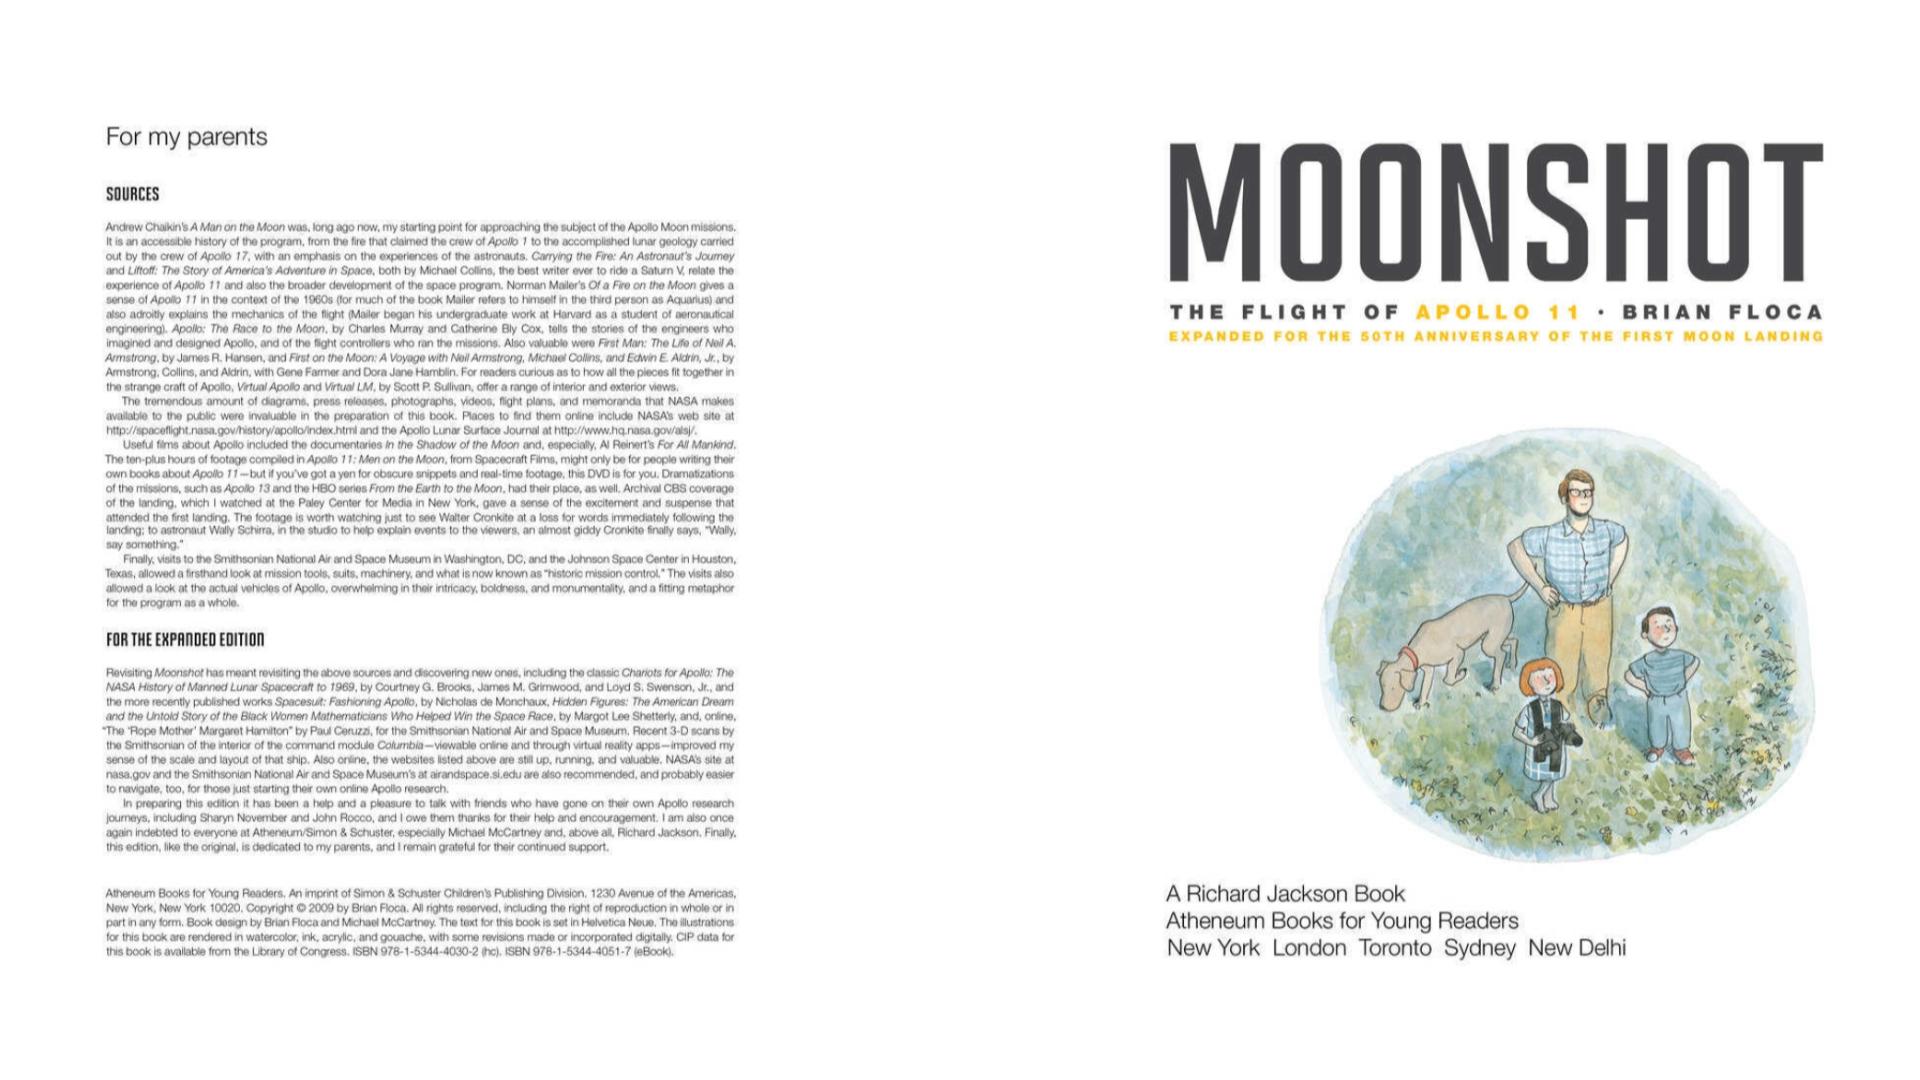 For my parents
SOURCES
Andrew Chaikin's A Man on the Moon was, long ago now, my starting point for approaching the subject of the Apollo Moon missions.
It is an accessible history of the program, from the fire that claimed the crew of Apollo 1 to the accomplished lunar geology carried
out by the crew of Apollo 17, with an emphasis on the experiences of the astronauts. Carrying the Fire: An Astronaut's Journey
and Liftoff: The Story of America's Adventure in Space, both by Michael Collins, the best writer ever to ride a Saturn V, relate the
experience of Apollo 11 and also the broader development of the space program. Norman Mailer's Of a Fire on the Moon gives a
sense of Apollo 11 in the context of the 1960s (for much of the book Mailer refers to himself in the third person as Aquarius) and
also adroitly explains the mechanics of the flight (Mailer began his undergraduate work at Harvard as a student of aeronautical
engineering). Apollo: The Race to the Moon, by Charles Murray and Catherine Bly Cox, tells the stories of the engineers who
imagined and designed Apollo, and of the flight controllers who ran the missions. Also valuable were First Man: The Life of Neil A.
Armstrong, by James R. Hansen, and First on the Moon: A Voyage with Neil Armstrong, Michael Collins, and Edwin E. Aldrin, Jr., by
Armstrong, Collins, and Aldrin, with Gene Farmer and Dora Jane Hamblin. For readers curious as to how all the pieces fit together in
the strange craft of Apollo, Virtual Apollo and Virtual LM, by Scott P. Sullivan, offer a range of interior and exterior views.
The tremendous amount of diagrams, press releases, photographs, videos, flight plans, and memoranda that NASA makes
available to the public were invaluable in the preparation of this book. Places to find them online include NASA's web site at
http://spaceflight.nasa.gov/history/apollo/index.html and the Apollo Lunar Surface Journal at http://www.hq.nasa.gov/alsj/.
Useful films about Apollo included the documentaries In the Shadow of the Moon and, especially, Al Reinert's For All Mankind.
The ten-plus hours of footage compiled in Apollo 11: Men on the Moon, from Spacecraft Films, might only be for people writing their
own books about Apollo 11—but if you've got a yen for obscure snippets and real-time footage, this DVD is for you. Dramatizations
of the missions, such as Apollo 13 and the HBO series From the Earth to the Moon, had their place, as well. Archival CBS coverage
of the landing, which I watched at the Paley Center for Media in New York, gave a sense of the excitement and suspense that
attended the first landing. The footage is worth watching just to see Walter Cronkite at a loss for words immediately following the
landing; to astronaut Wally Schirra, in the studio to help explain events to the viewers, an almost giddy Cronkite finally says, "Wally,
say something."
Finally, visits to the Smithsonian National Air and Space Museum in Washington, DC, and the Johnson Space Center in Houston,
Texas, allowed a firsthand look at mission tools, suits, machinery, and what is now known as "historic mission control." The visits also
allowed a look at the actual vehicles of Apollo, overwhelming in their intricacy, boldness, and monumentality, and a fitting metaphor
for the program as a whole.
FOR THE EXPANDED EDITION
Revisiting Moonshot has meant revisiting the above sources and discovering new ones, including the classic Chariots for Apollo: The
NASA History of Manned Lunar Spacecraft to 1969, by Courtney G. Brooks, James M. Grimwood, and Loyd S. Swenson, Jr., and
the more recently published works Spacesuit: Fashioning Apollo, by Nicholas de Monchaux, Hidden Figures: The American Dream
and the Untold Story of the Black Women Mathematicians Who Helped Win the Space Race, by Margot Lee Shetterly, and, online,
"The 'Rope Mother' Margaret Hamilton" by Paul Ceruzzi, for the Smithsonian National Air and Space Museum. Recent 3-D scans by
the Smithsonian of the interior of the command module Columbia—viewable online and through virtual reality apps—improved my
sense of the scale and layout of that ship. Also online, the websites listed above are still up, running, and valuable. NASA's site at
nasa.gov and the Smithsonian National Air and Space Museum's at airandspace.si.edu are also recommended, and probably easier
to navigate, too, for those just starting their own online Apollo research.
In preparing this edition it has been a help and a pleasure to talk with friends who have gone on their own Apollo research
journeys, including Sharyn November and John Rocco, and I owe them thanks for their help and encouragement. I am also once
again indebted to everyone at Atheneum/Simon & Schuster, especially Michael McCartney and, above all, Richard Jackson. Finally,
this edition, like the original, is dedicated to my parents, and I remain grateful for their continued support.
Atheneum Books for Young Readers. An imprint of Simon & Schuster Children's Publishing Division. 1230 Avenue of the Americas,
New York, New York 10020. Copyright © 2009 by Brian Floca. All rights reserved, including the right of reproduction in whole or in
part in any form. Book design by Brian Floca and Michael McCartney. The text for this book is set in Helvetica Neue. The illustrations
for this book are rendered in watercolor, ink, acrylic, and gouache, with some revisions made or incorporated digitally. CIP data for
this book is available from the Library of Congress. ISBN 978-1-5344-4030-2 (hc). ISBN 978-1-5344-4051-7 (eBook).
MOONSHOT
THE FLIGHT OF APOLLO 11 · BRIAN FLOCA
EXPANDED FOR THE 50TH ANNIVERSARY OF THE FIRST MOON LANDING
A Richard Jackson Book
Atheneum Books for Young Readers
New York London Toronto Sydney New Delhi